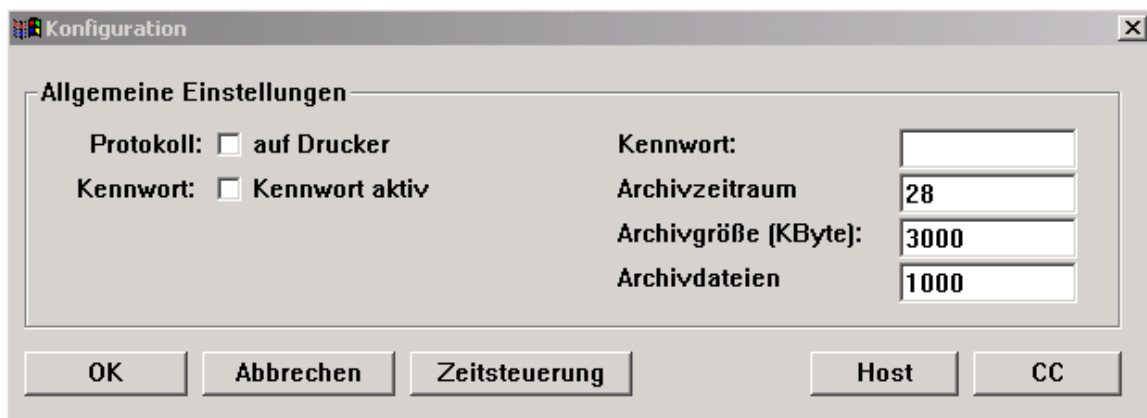 Konfiguration
Allgemeine Einstellungen
Protokoll: auf Drucker
Kennwort: Kennwort aktiv
Kennwort:
Archivzeitraum 28
Archivgröße (KByte): 3000
Archivdateien 1000
OK Abbrechen Zeitsteuerung Host CC